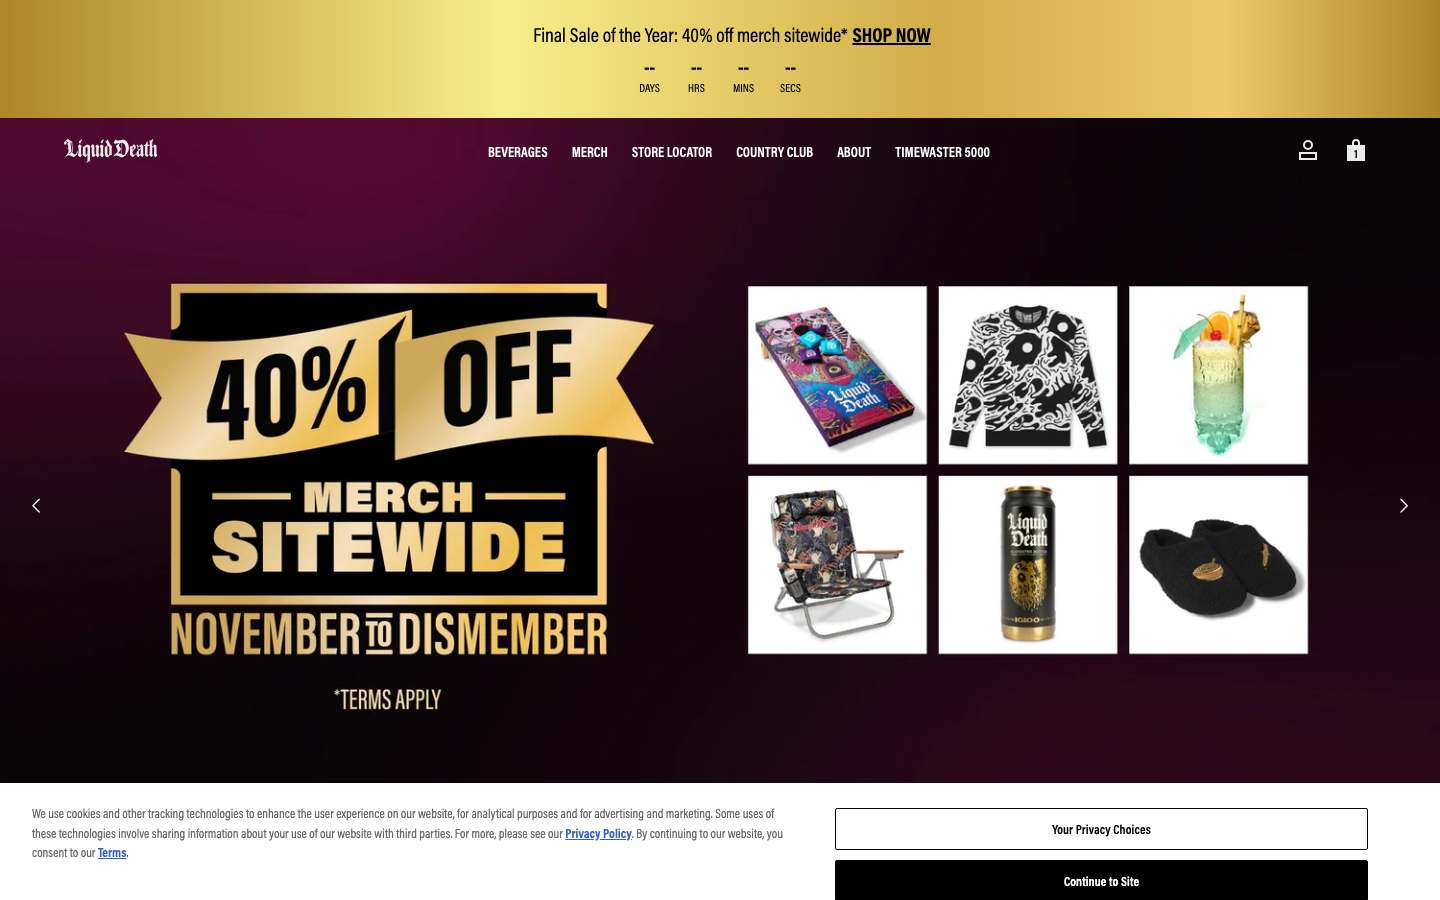 Final Sale of the Year: 40% off merch sitewide* SHOP NOW
-- -- -- --
DAYS HRS MINS SECS
Liquid Death
BEVERAGES MERCH STORE LOCATOR COUNTRY CLUB ABOUT TIMEWASTER 5000
1
40% OFF
MERCH
SITEWIDE
NOVEMBER TO DISMEMBER
*TERMS APPLY
Liquid
Death
Liquid
Death
IGLOO
We use cookies and other tracking technologies to enhance the user experience on our website, for analytical purposes and for advertising and marketing. Some uses of
these technologies involve sharing information about your use of our website with third parties. For more, please see our Privacy Policy. By continuing to our website, you
consent to our Terms.
Your Privacy Choices
Continue to Site